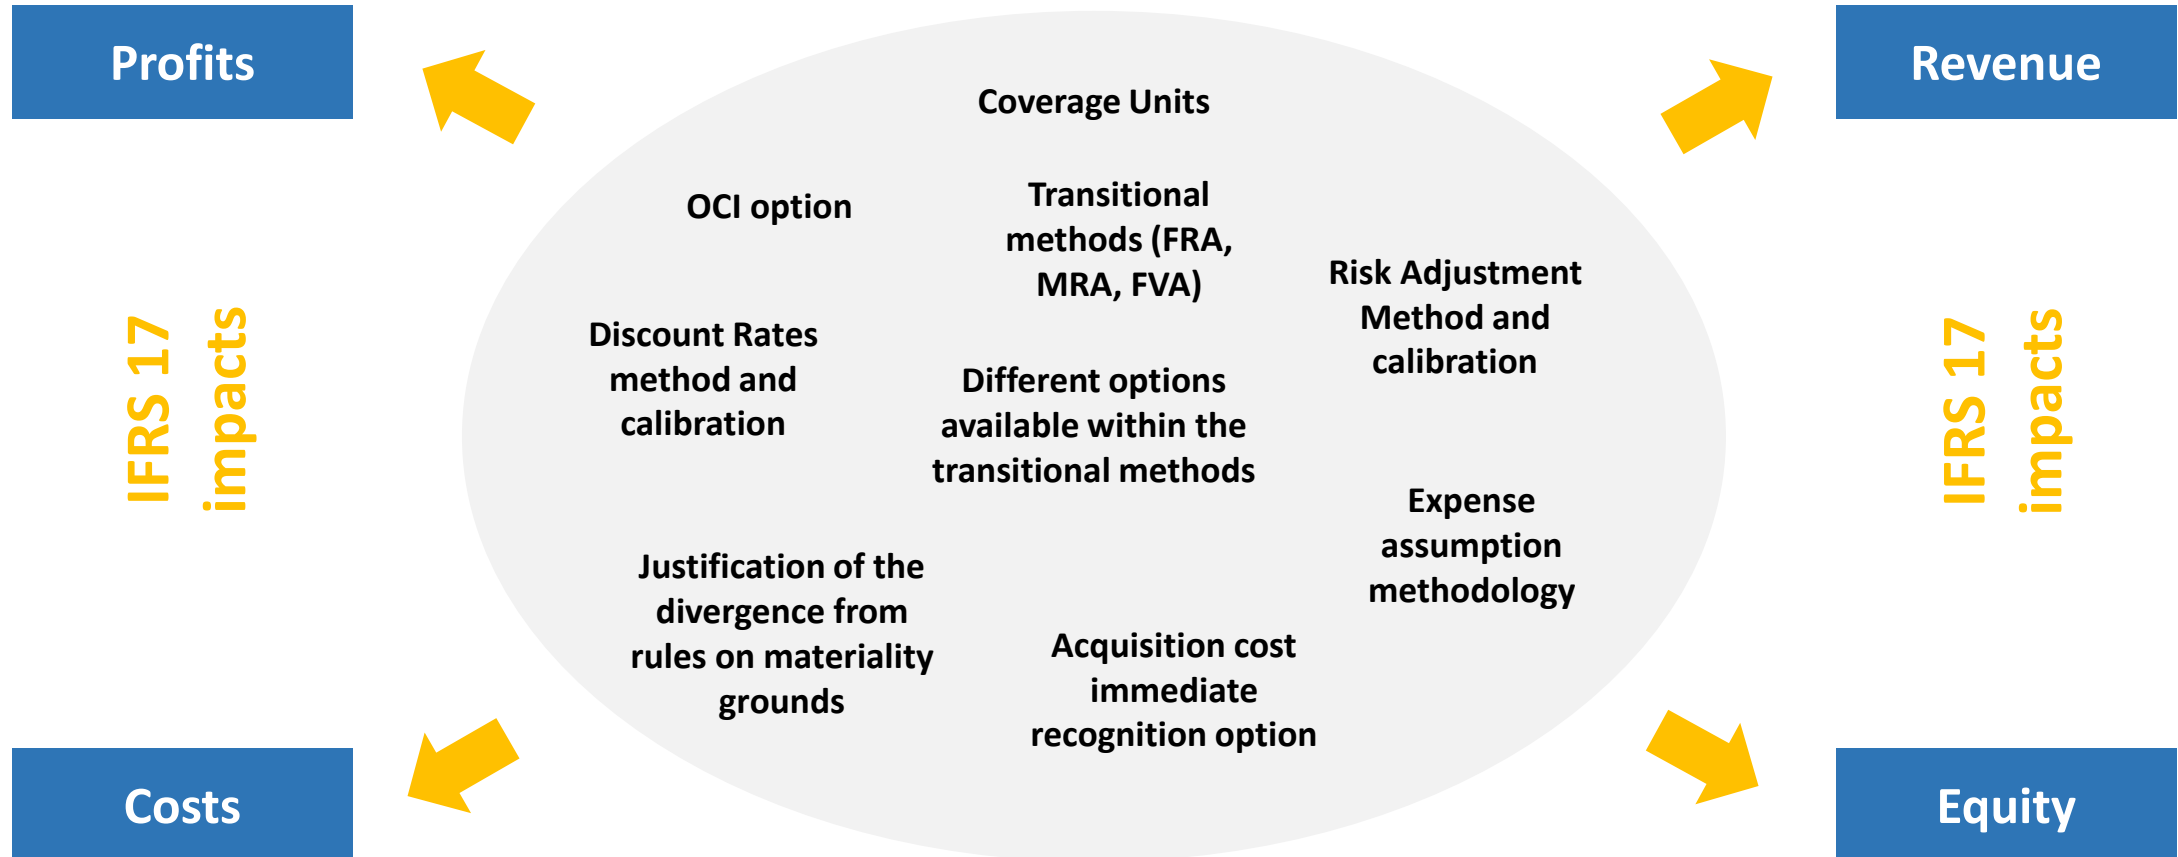 Profits
Revenue
Coverage Units
OCI option
Transitional
methods (FRA,
MRA, FVA)
Risk Adjustment
Method and
calibration
Discount Rates
method and
calibration
Different options
available within the
transitional methods
IFRS 17
impacts
IFRS 17
impacts
Expense
assumption
methodology
Justification of the
divergence from
rules on materiality
grounds
Acquisition cost
immediate
recognition option
Costs
Equity